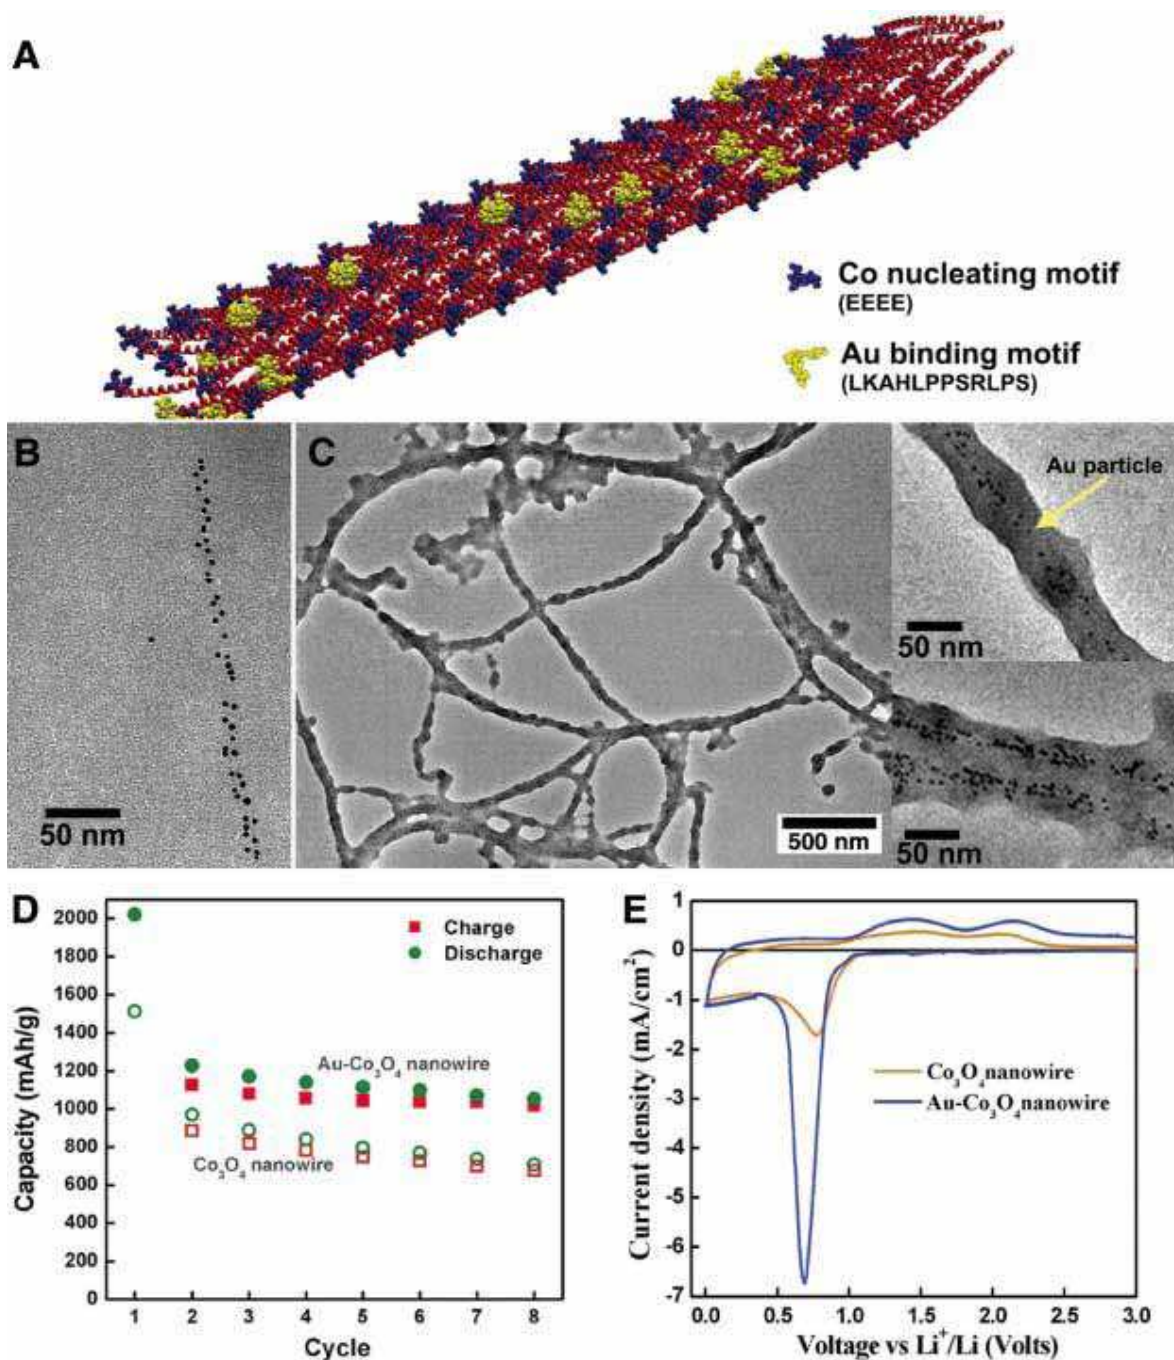 A
Co nucleating motif
(EEEE)
Au binding motif
(LKAHLPPSRLPS)
B
50 nm
C
500 nm
Au particle
50 nm
50 nm
D
Charge
Discharge
Au-Co₃O₄ nanowire
Co₃O₄ nanowire
2000
1800
1600
1400
1200
1000
800
600
400
200
0
Capacity (mAh/g)
1 2 3 4 5 6 7 8
Cycle
E
1
0
-1
-2
-3
-4
-5
-6
-7
Current density (mA/cm²)
Co₃O₄nanowire
Au-Co₃O₄nanowire
0.0 0.5 1.0 1.5 2.0 2.5 3.0
Voltage vs Li⁺/Li (Volts)